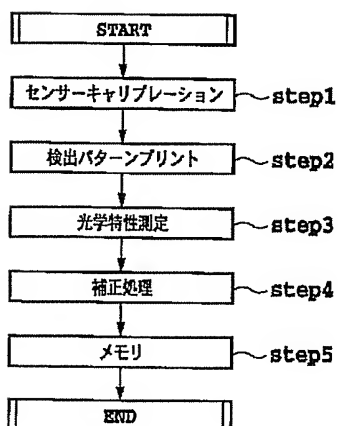 START
センサーキャリブレーション step1
検出パターンプリント step2
光学特性測定 step3
補正処理 step4
メモリ step5
END